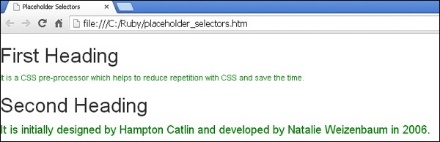 Placeholder Selectors
file:///C:/Ruby/placeholder_selectors.htm
First Heading
It is a CSS pre-processor which helps to reduce repetition with CSS and save the time.
Second Heading
It is initially designed by Hampton Catlin and developed by Natalie Weizenbaum in 2006.